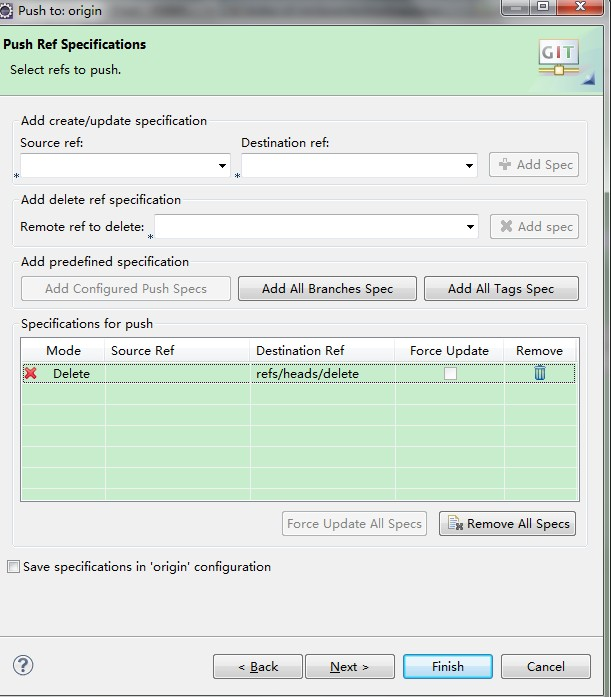 Push to: origin
Push Ref Specifications
Select refs to push.
GIT
Add create/update specification
Source ref:
Destination ref:
* * Add Spec
Add delete ref specification
Remote ref to delete: * Add spec
Add predefined specification
Add Configured Push Specs Add All Branches Spec Add All Tags Spec
Specifications for push
Mode Source Ref Destination Ref Force Update Remove
Delete refs/heads/delete
Force Update All Specs Remove All Specs
Save specifications in 'origin' configuration
? < Back Next > Finish Cancel